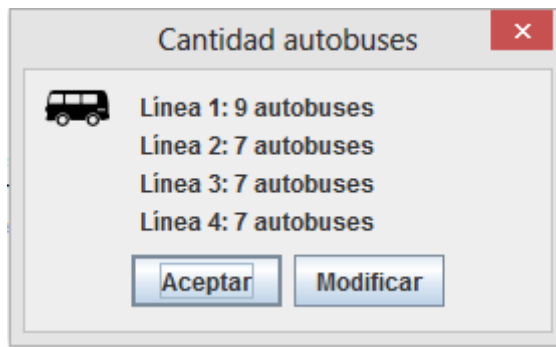 Cantidad autobuses
Línea 1: 9 autobuses
Línea 2: 7 autobuses
Línea 3: 7 autobuses
Línea 4: 7 autobuses
Aceptar
Modificar